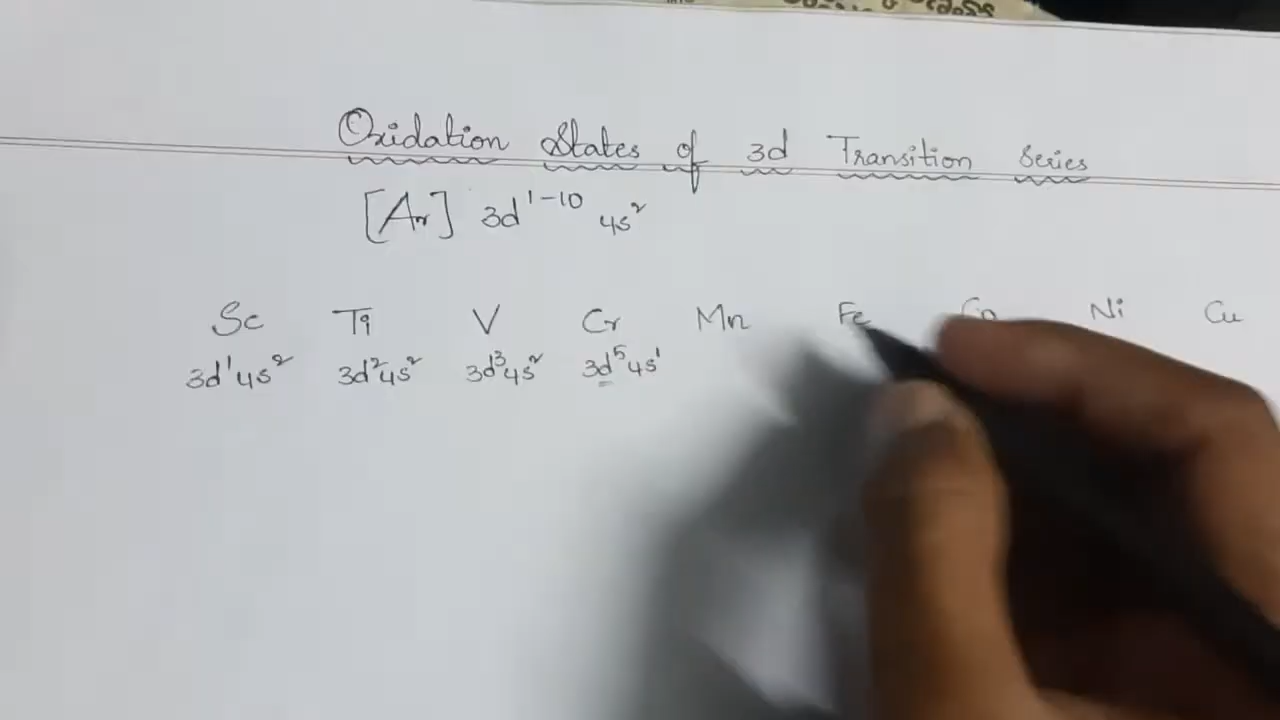 Oxidation States of 3d Transition Series
[Ar] 3d¹⁻¹⁰ 4s²
Sc Ti V Cr Mn Fe Co Ni Cu
3d¹4s² 3d²4s² 3d³4s² 3d⁵4s¹